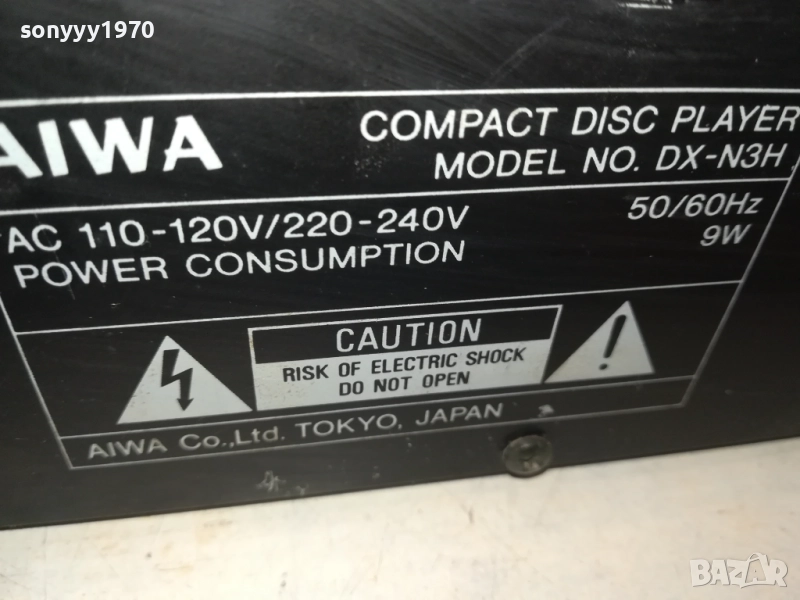 sonyyy1970
AIWA
COMPACT DISC PLAYER
MODEL NO. DX-N3H
AC 110-120V/220-240V 50/60Hz
POWER CONSUMPTION 9W
CAUTION
RISK OF ELECTRIC SHOCK
DO NOT OPEN
AIWA Co.,Ltd. TOKYO, JAPAN
BAZAR